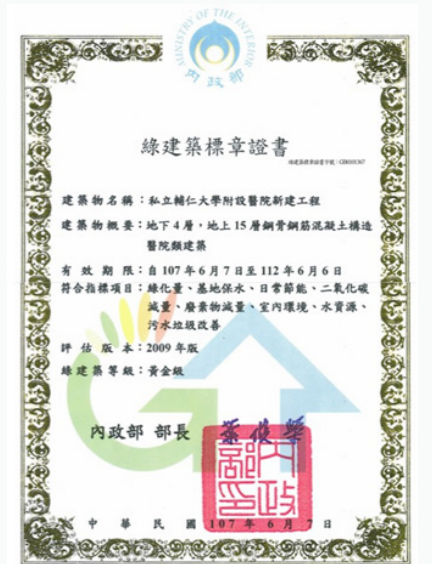 MINISTRY OF THE INTERIOR
內政部
綠建築標章證書
建築物名稱：私立輔仁大學附設醫院新建工程
建築物概要：地下4層，地上15層鋼骨鋼筋混凝土構造
醫院類建築
有效期限：自107年6月7日至112年6月6日
符合指標項目：綠化量、基地保水、日常節能、二氧化碳
減量、廢棄物減量、室內環境、水資源、
污水垃圾改善
評估版本：2009年版
綠建築等級：黃金級
內政部 部長 葉俊榮
內政部印
中華民國107年6月7日